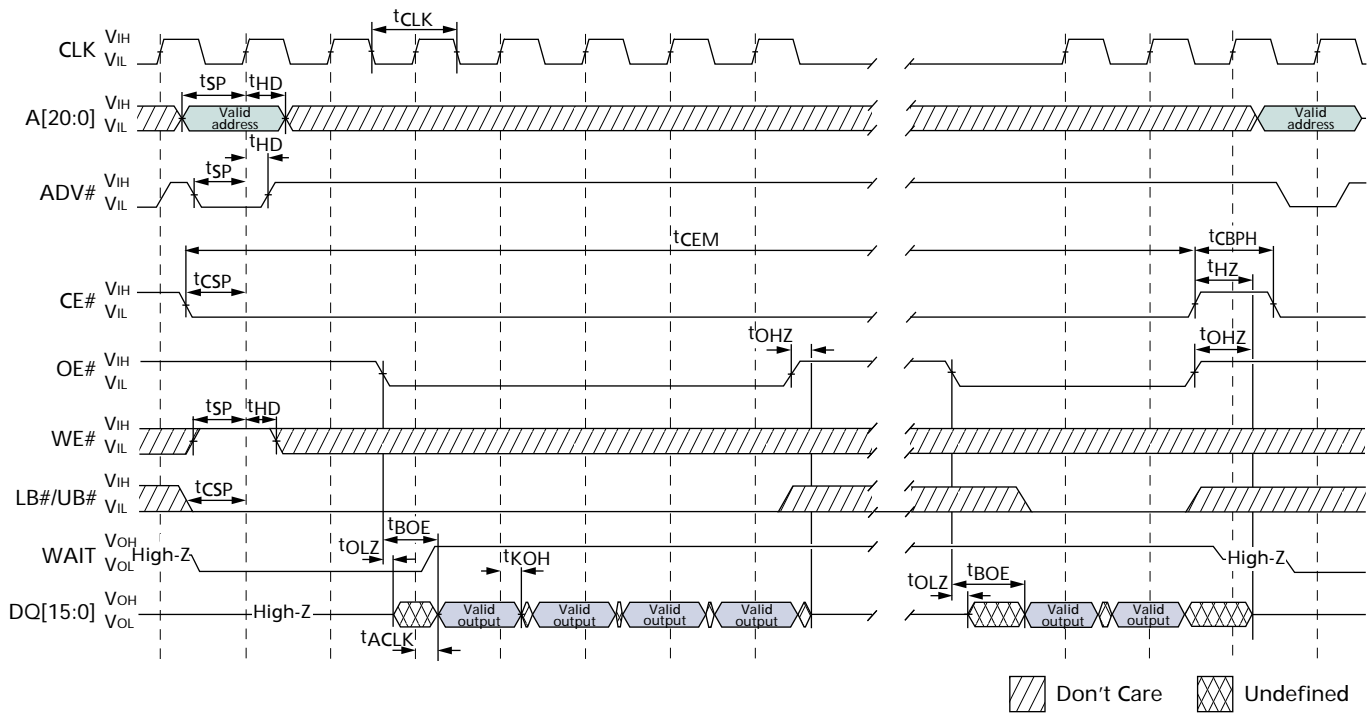 tCLK
CLK VIH
VIL
tSP tHD
A[20:0] VIH
VIL
Valid address
Valid address
tHD
tSP
ADV# VIH
VIL
tCEM
tCBPH
tCSP
tHZ
CE# VIH
VIL
tOHZ
tOHZ
OE# VIH
VIL
tSP tHD
WE# VIH
VIL
tCSP
LB#/UB# VIH
VIL
tBOE
WAIT VOH
VOL
High-Z
tOLZ
tKOH
High-Z
tOLZ
tBOE
DQ[15:0] VOH
VOL
High-Z
Valid output
Valid output
Valid output
Valid output
Valid output
Valid output
tACLK
Don't Care
Undefined